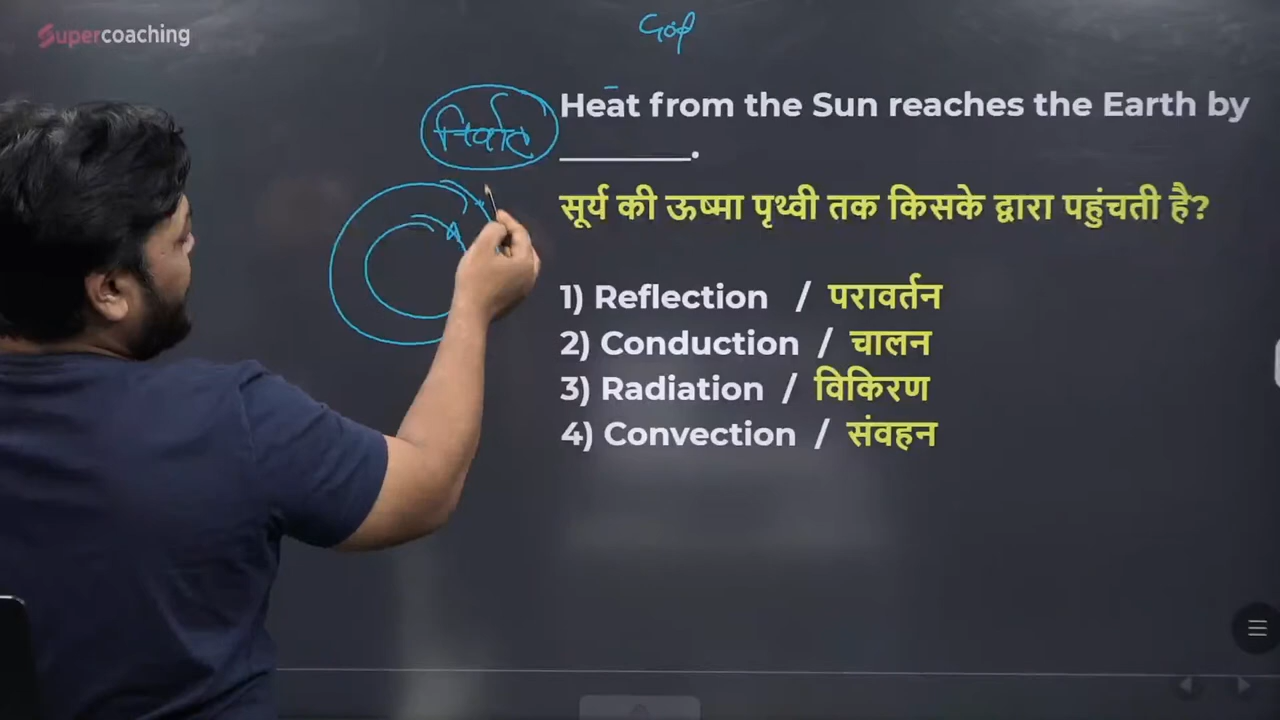 Supercoaching
Heat from the Sun reaches the Earth by
________.
सूर्य की ऊष्मा पृथ्वी तक किसके द्वारा पहुंचती है?
1) Reflection / परावर्तन
2) Conduction / चालन
3) Radiation / विकिरण
4) Convection / संवहन